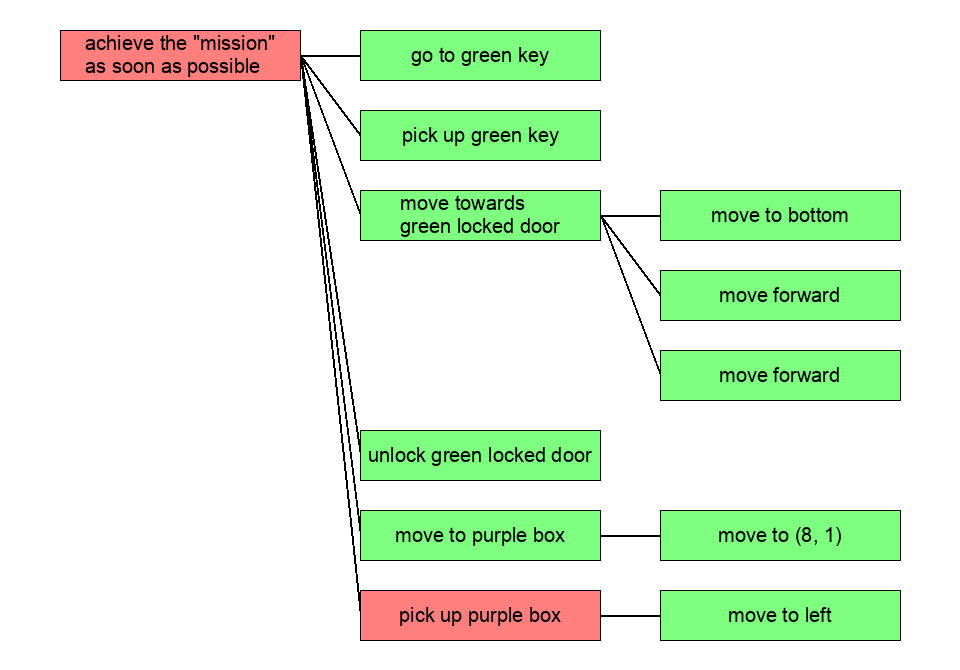 achieve the "mission"
as soon as possible
go to green key
pick up green key
move towards
green locked door
move to bottom
move forward
move forward
unlock green locked door
move to purple box
move to (8, 1)
pick up purple box
move to left